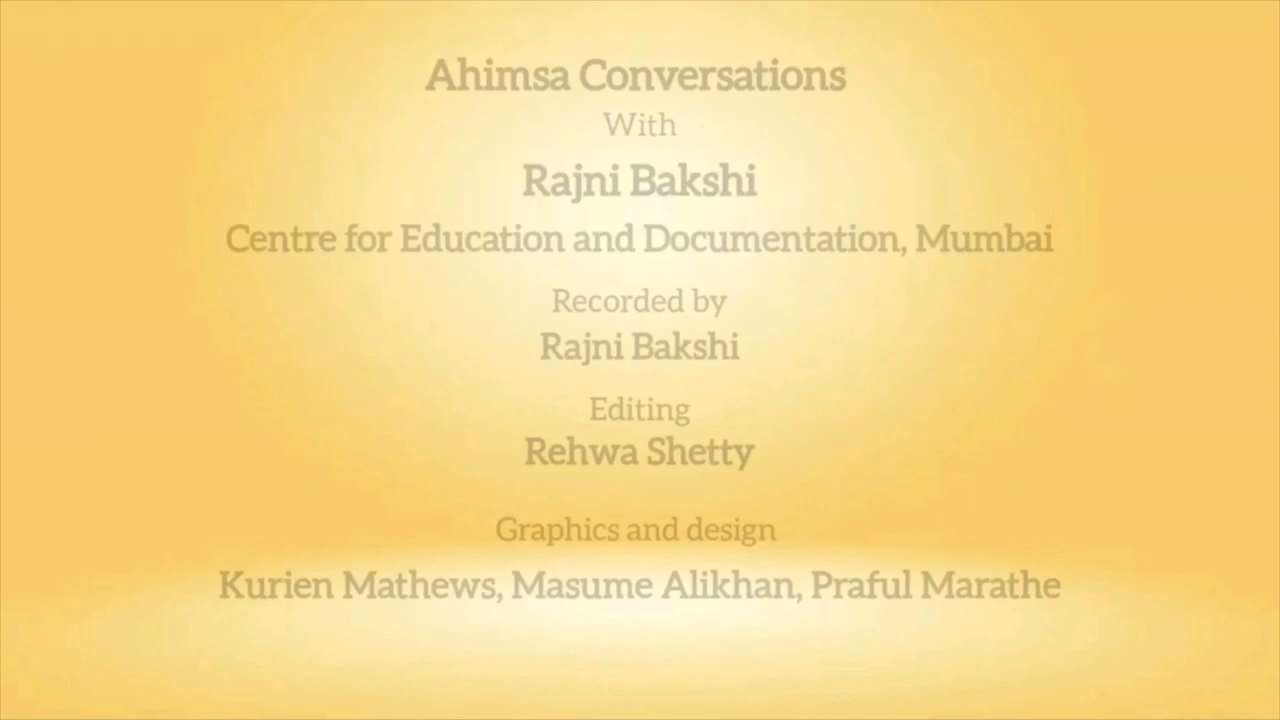 Ahimsa Conversations
With
Rajni Bakshi
Centre for Education and Documentation, Mumbai
Recorded by
Rajni Bakshi
Editing
Rehwa Shetty
Graphics and design
Kurien Mathews, Masume Alikhan, Praful Marathe